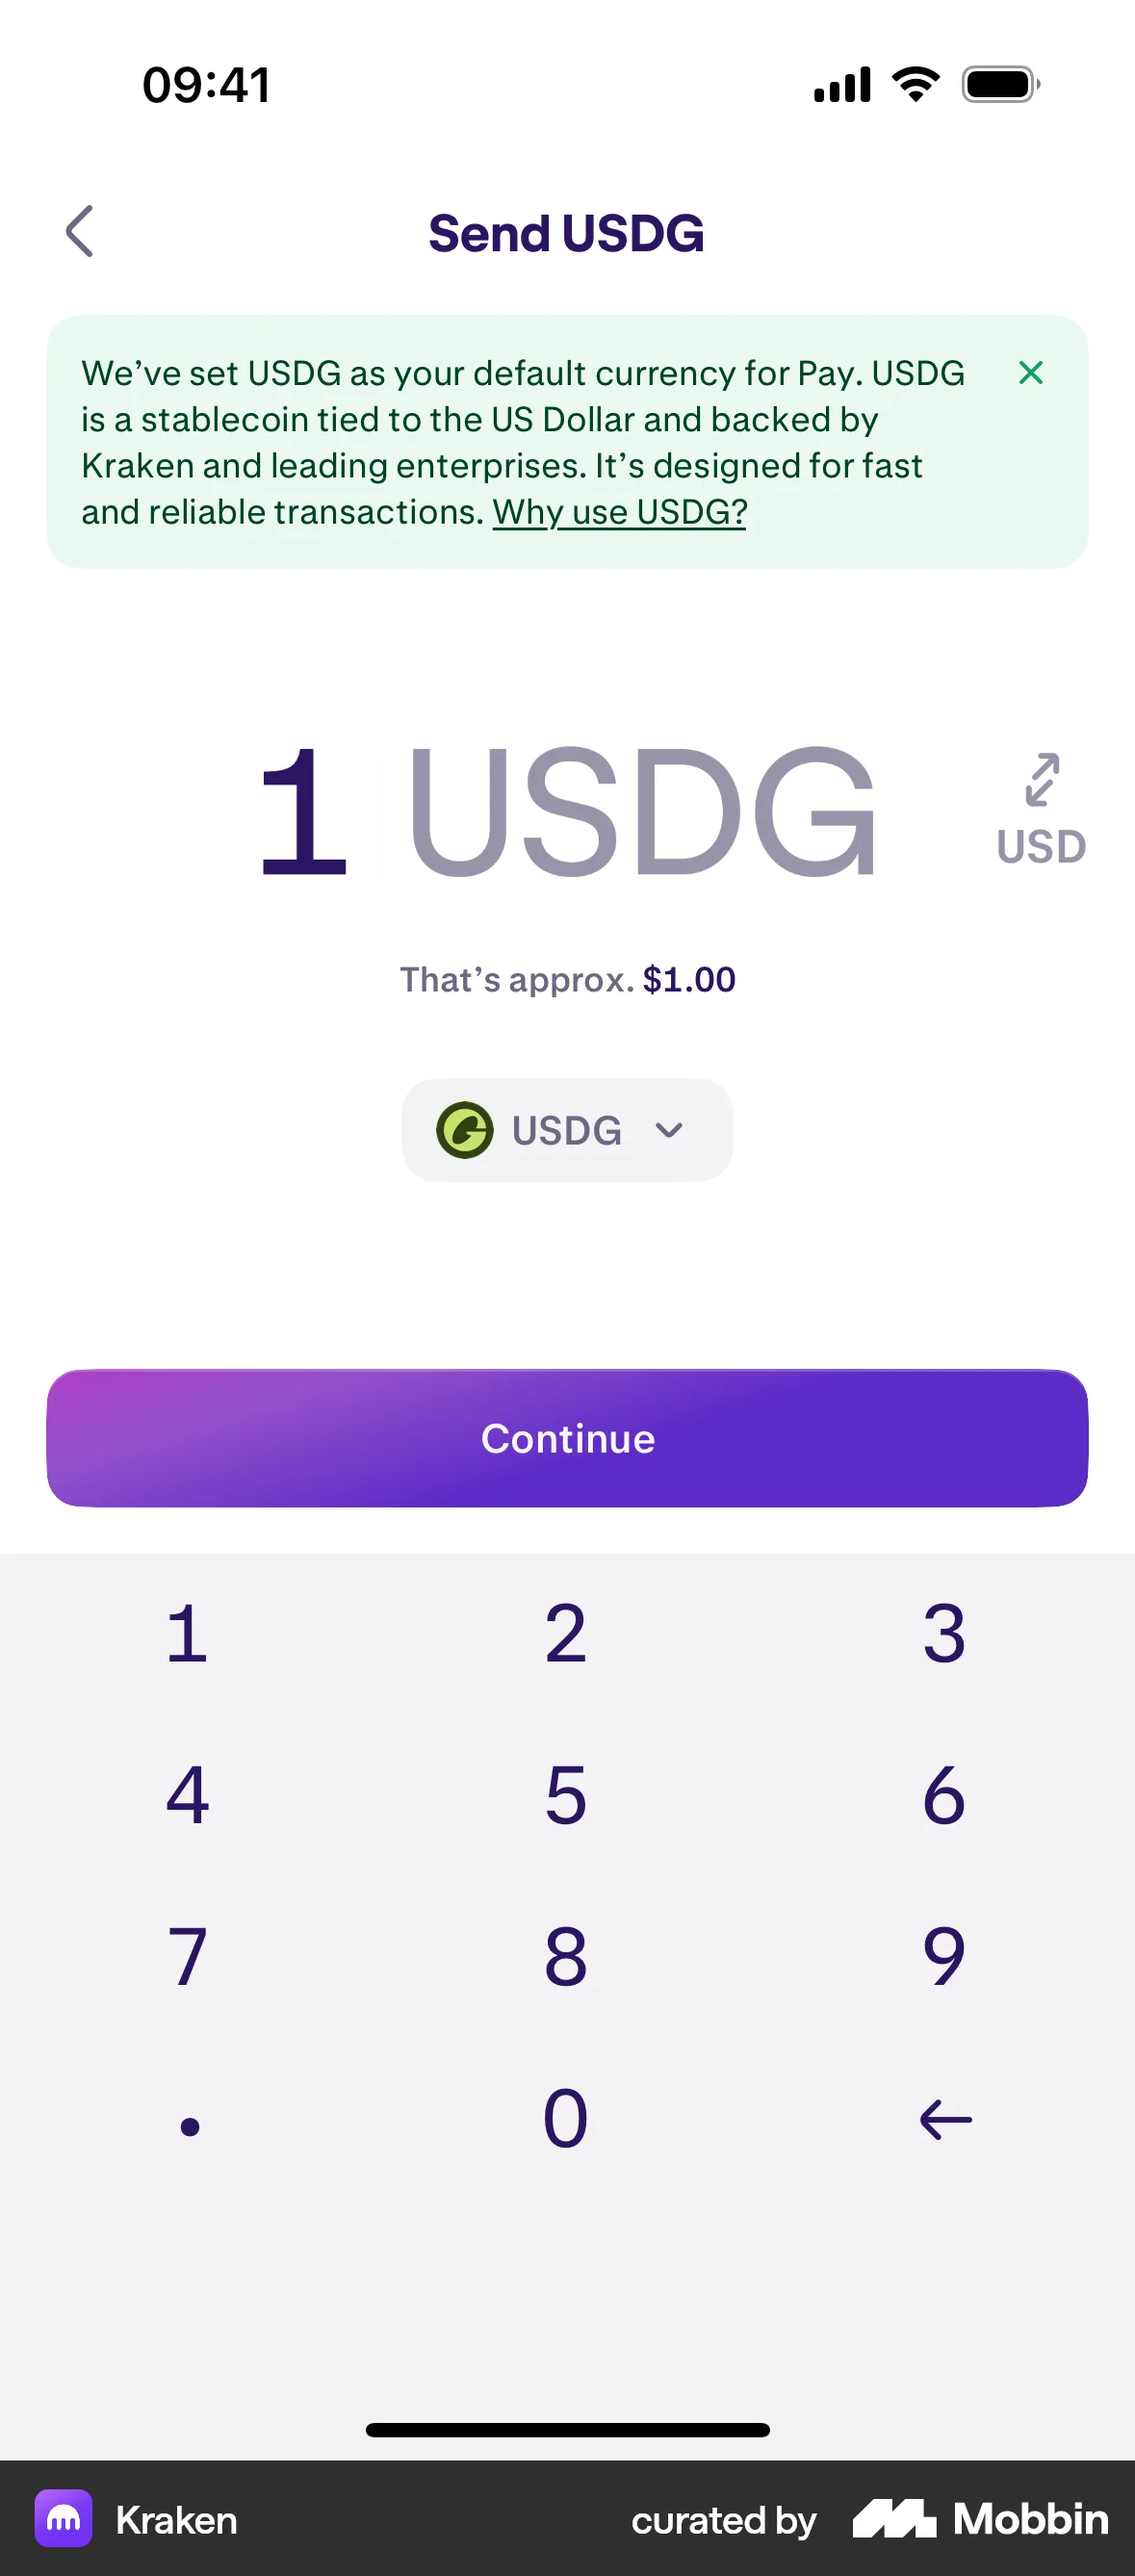 09:41
Send USDG
We’ve set USDG as your default currency for Pay. USDG
is a stablecoin tied to the US Dollar and backed by
Kraken and leading enterprises. It’s designed for fast
and reliable transactions. Why use USDG?
1 USDG
USD
That’s approx. $1.00
USDG
Continue
1 2 3
4 5 6
7 8 9
. 0
Kraken curated by Mobbin